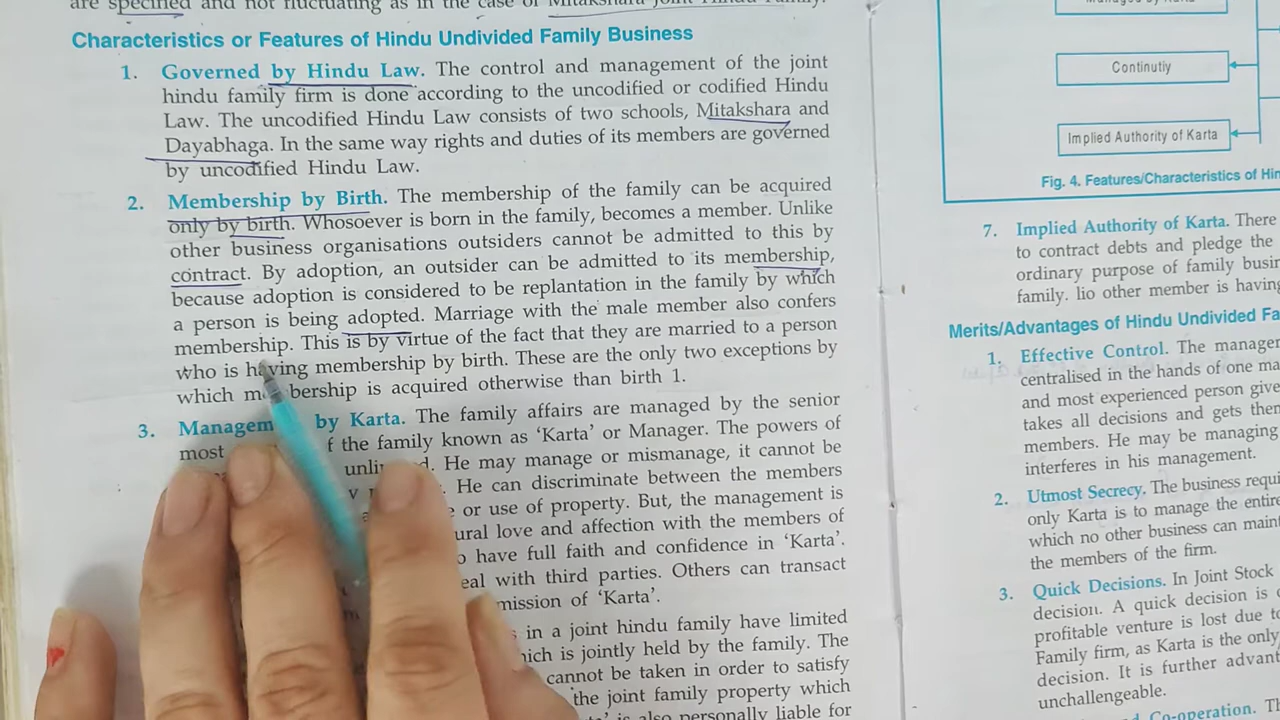 are specified and not fluctuating as in the case of Mitakshara Joint Hindu Family.
Characteristics or Features of Hindu Undivided Family Business
1. Governed by Hindu Law. The control and management of the joint
hindu family firm is done according to the uncodified or codified Hindu
Law. The uncodified Hindu Law consists of two schools, Mitakshara and
Dayabhaga. In the same way rights and duties of its members are governed
by uncodified Hindu Law.
2. Membership by Birth. The membership of the family can be acquired
only by birth. Whosoever is born in the family, becomes a member. Unlike
other business organisations outsiders cannot be admitted to this by
contract. By adoption, an outsider can be admitted to its membership,
because adoption is considered to be replantation in the family by which
a person is being adopted. Marriage with the male member also confers
membership. This is by virtue of the fact that they are married to a person
who is having membership by birth. These are the only two exceptions by
which membership is acquired otherwise than birth 1.
3. Managem by Karta. The family affairs are managed by the senior
most f the family known as ‘Karta’ or Manager. The powers of
unli d. He may manage or mismanage, it cannot be
He can discriminate between the members
or use of property. But, the management is
ural love and affection with the members of
have full faith and confidence in ‘Karta’.
eal with third parties. Others can transact
mission of ‘Karta’.
in a joint hindu family have limited
hich is jointly held by the family. The
cannot be taken in order to satisfy
the joint family property which
is also personally liable for
Managed by Karta
Continutiy
Implied Authority of Karta
Fig. 4. Features/Characteristics of Hin
7. Implied Authority of Karta. There
to contract debts and pledge the
ordinary purpose of family busin
family. lio other member is having
Merits/Advantages of Hindu Undivided Fa
1. Effective Control. The manager
centralised in the hands of one ma
and most experienced person give
takes all decisions and gets them
members. He may be managing
interferes in his management.
2. Utmost Secrecy. The business requi
only Karta is to manage the entir
which no other business can main
the members of the firm.
3. Quick Decisions. In Joint Stock
decision. A quick decision is
profitable venture is lost due to
Family firm, as Karta is the only
decision. It is further advant
unchallengeable.
Co-operation. Th